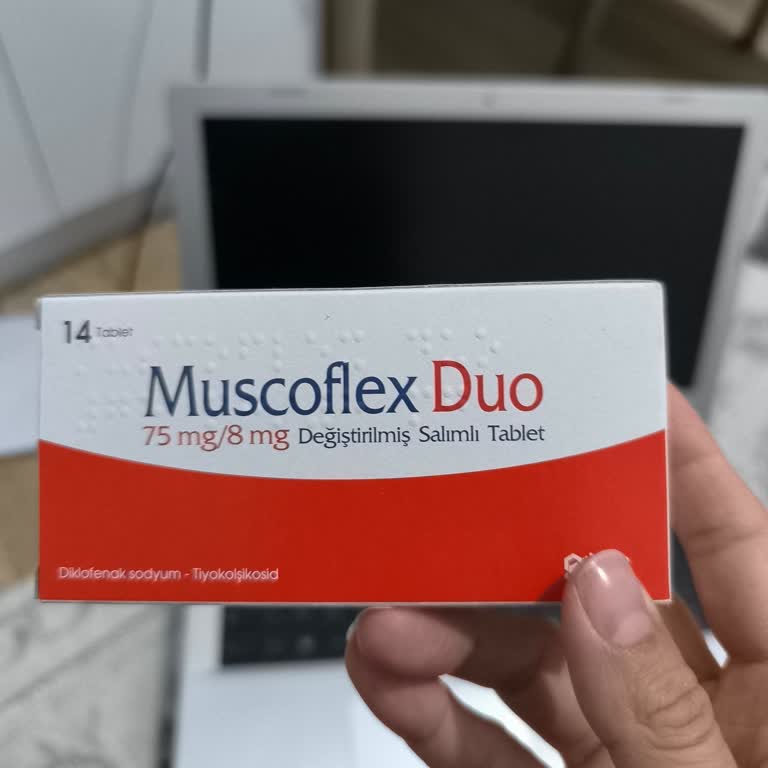 14 Tablet
Muscoflex Duo
75 mg/8 mg Değiştirilmiş Salımlı Tablet
Diklofenak sodyum - Tiyokolşikosid